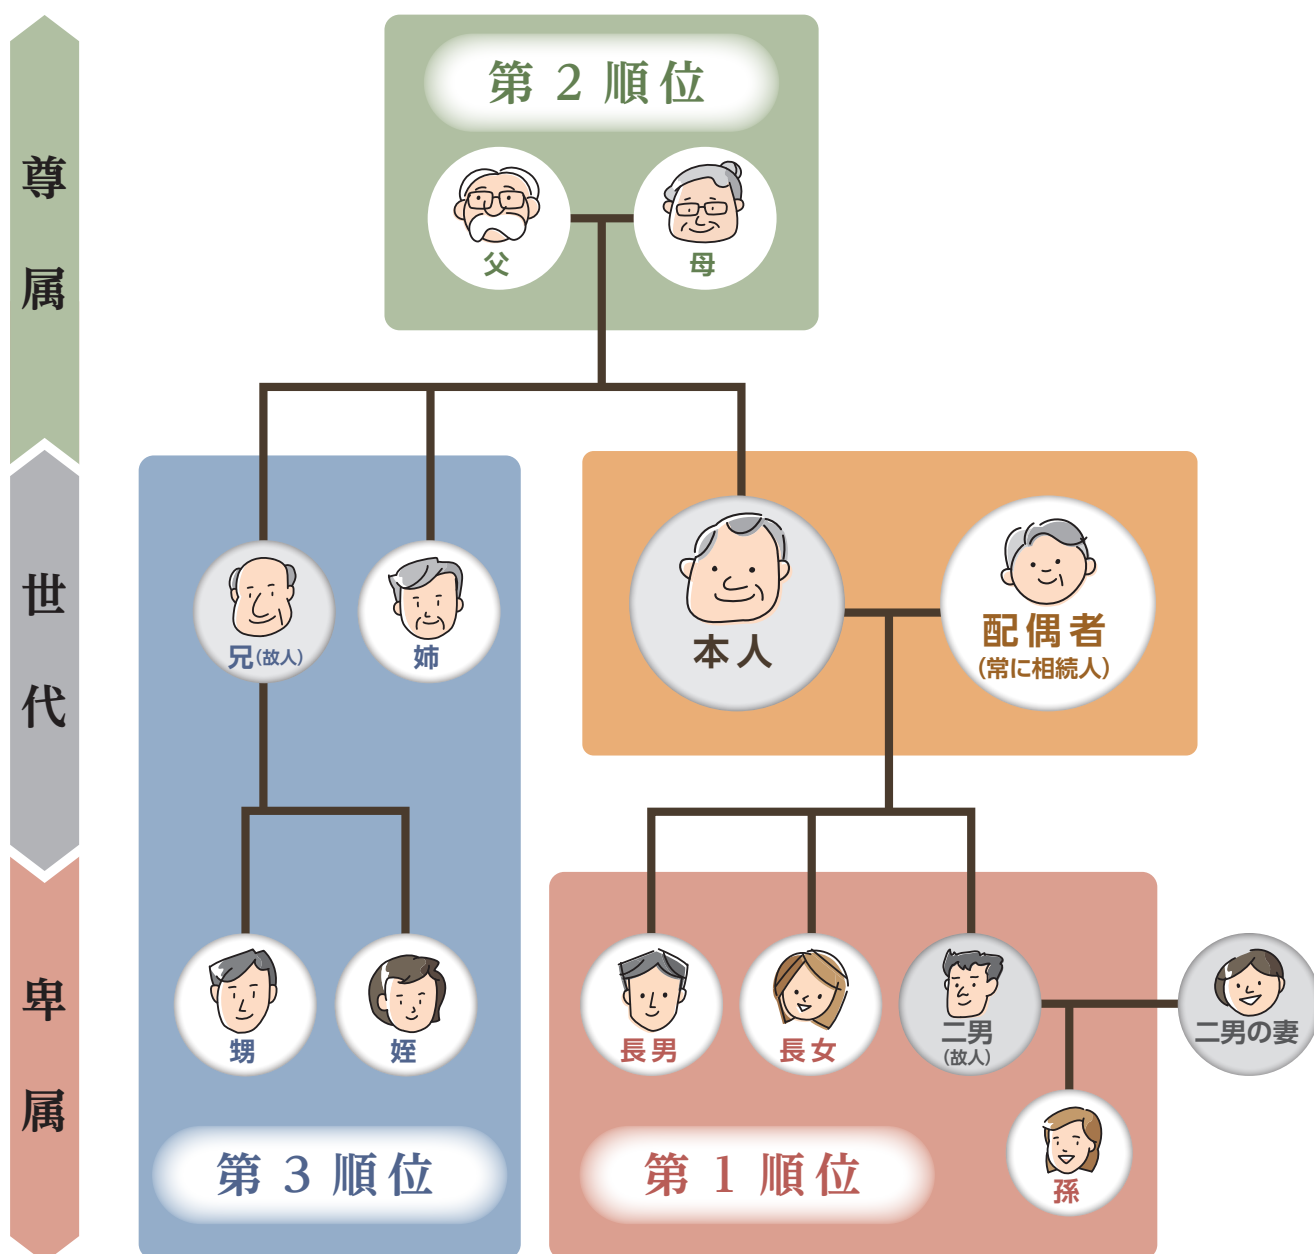 尊属
世代
卑属
第２順位
父
母
兄(故人)
姉
本人
配偶者
(常に相続人)
甥
姪
長男
長女
二男
(故人)
二男の妻
孫
第３順位
第１順位